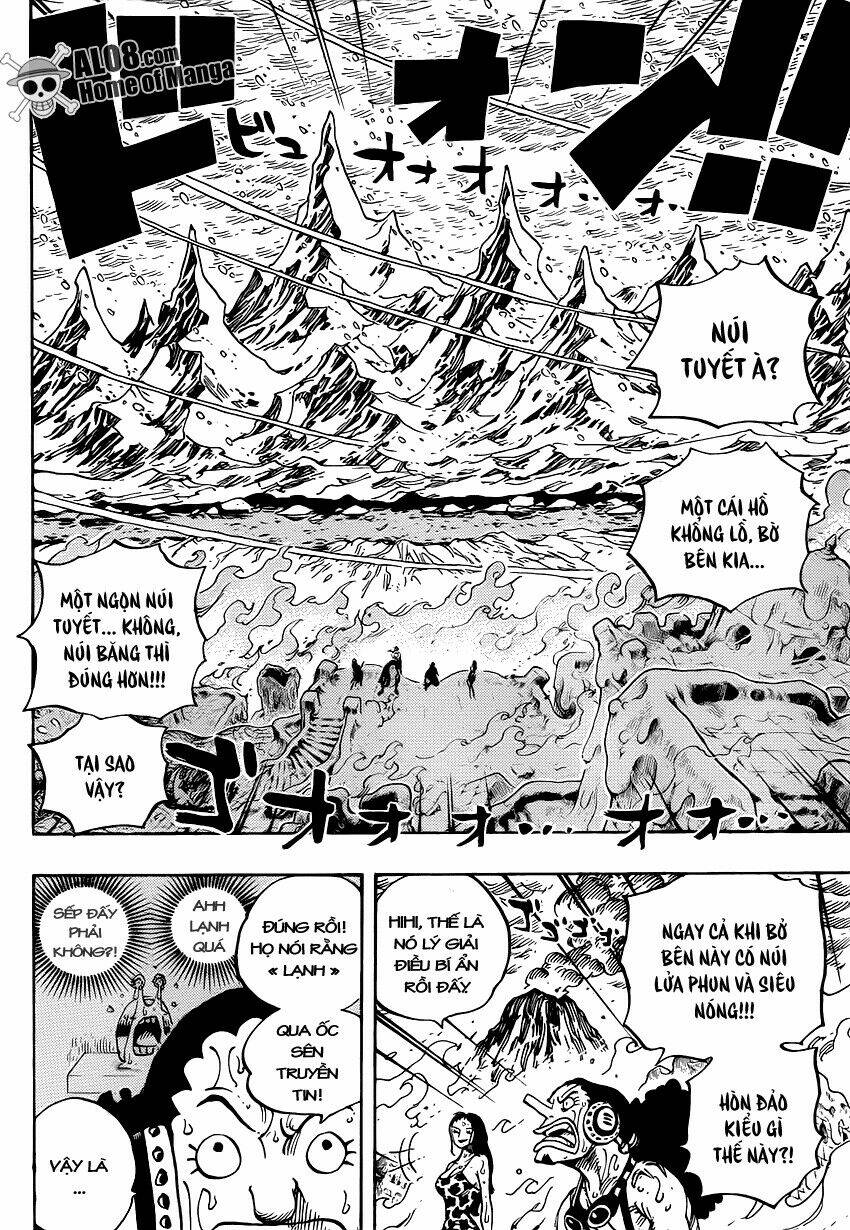 AL08.com
Home of Manga
ドオン!!
ビュオオオ…
NÚI
TUYẾT À?
MỘT CÁI HỒ
KHỔNG LỒ, BỜ
BÊN KIA...
MỘT NGỌN NÚI
TUYẾT... KHÔNG,
NÚI BĂNG THÌ
ĐÚNG HƠN!!!
TẠI SAO
VẬY?
ゴオオオ…オオ…
NGAY CẢ KHI BỜ
BÊN NÀY CÓ NÚI
LỬA PHUN VÀ SIÊU
NÓNG!!!
HÒN ĐẢO
KIỂU GÌ
THẾ NÀY?!
HIHI, THẾ LÀ
NÓ LÝ GIẢI
ĐIỀU BÍ ẨN
RỒI ĐẤY.
ĐÚNG RỒI!
HỌ NÓI RẰNG
« LẠNH »
QUA ỐC
SÊN
TRUYỀN
TIN!
AHH
LẠNH
QUÁ
SẾP ĐẤY
PHẢI
KHÔNG?!
VẬY LÀ
...